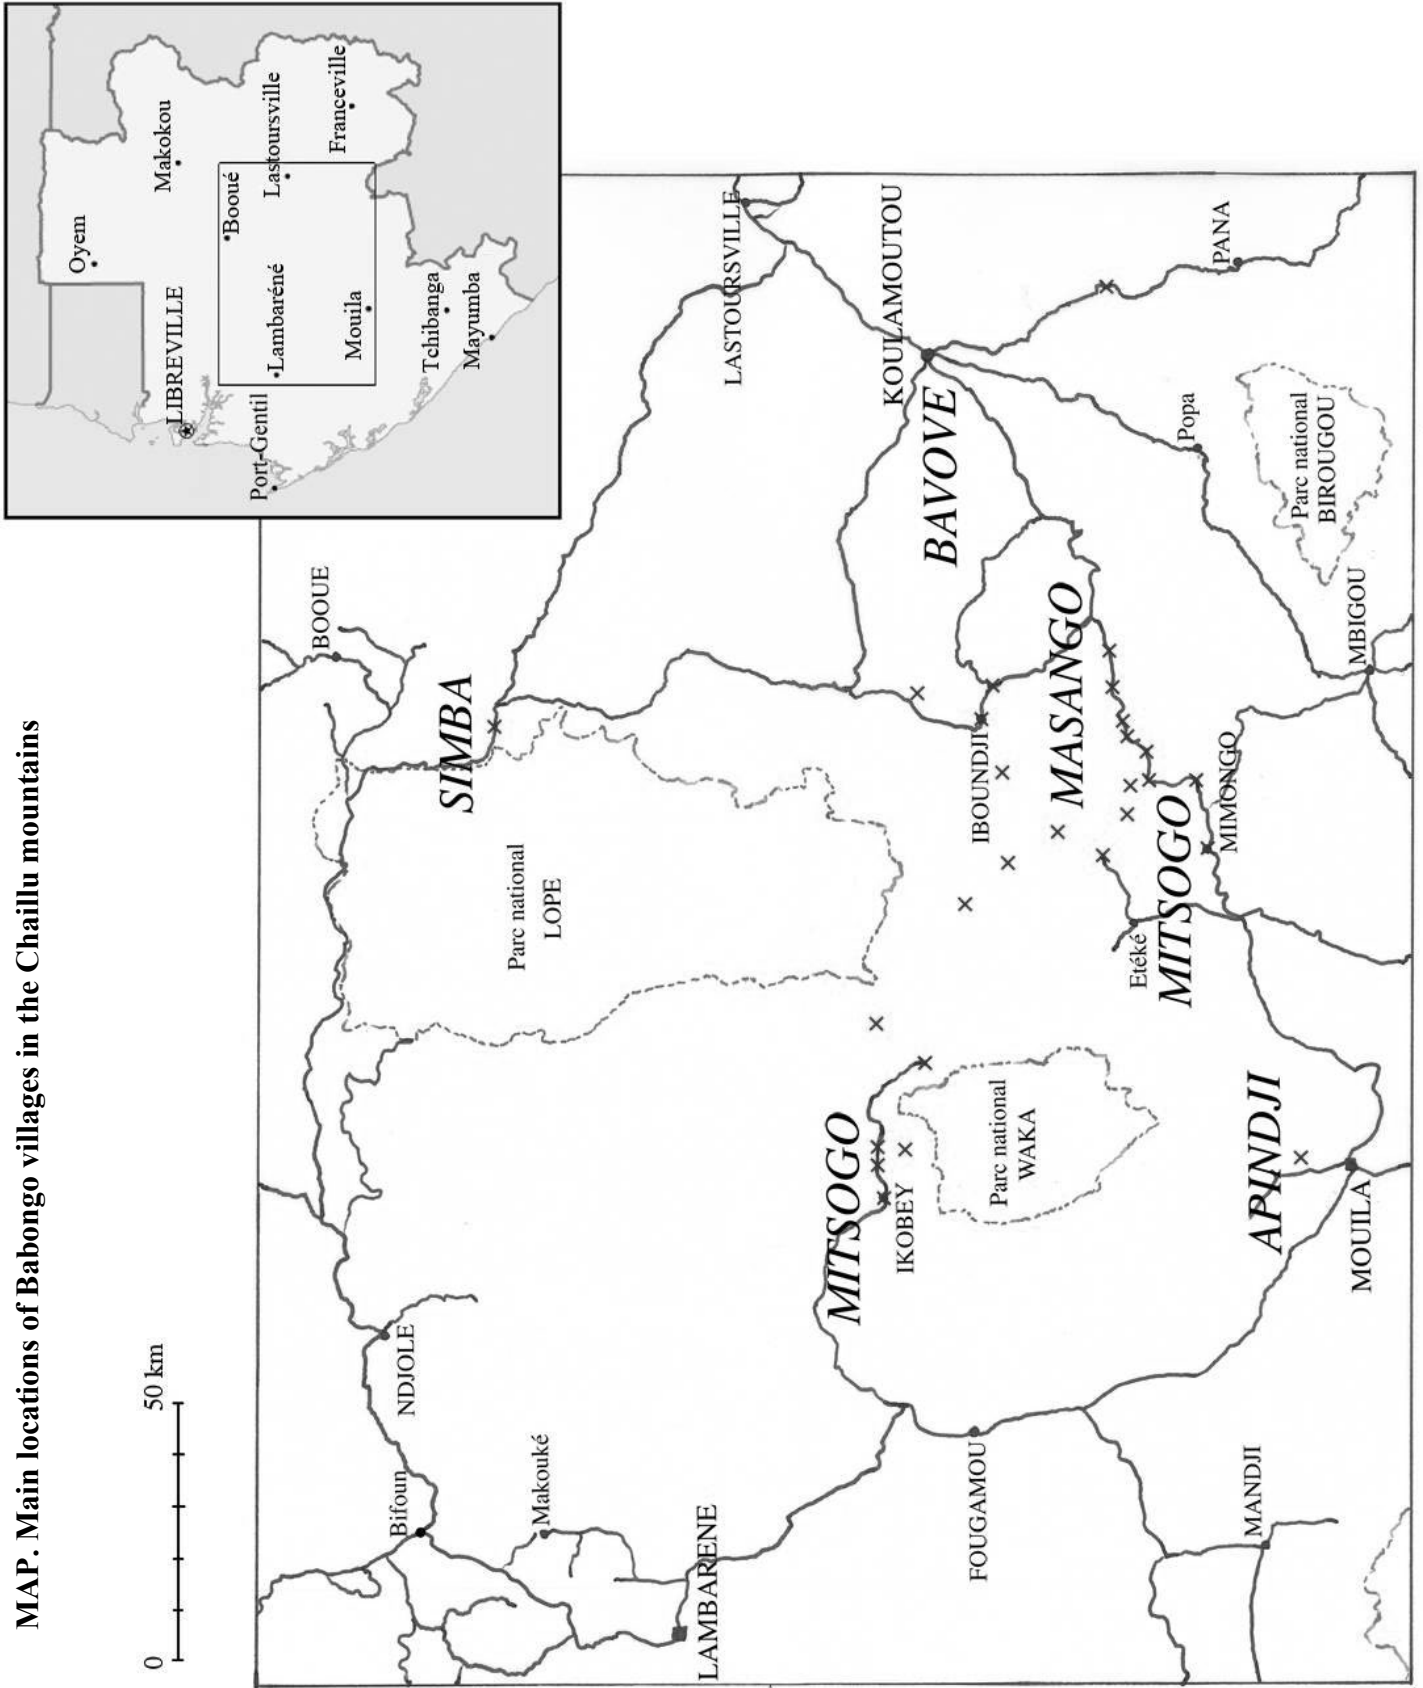 MAP. Main locations of Babongo villages in the Chaillu mountains
0
50 km
Oyem
Makokou
LIBREVILLE
Booué
Port-Gentil
Lambaréné
Lastoursville
Franceville
Mouila
Tchibanga
Mayumba
BOOUE
SIMBA
NDJOLE
Bifoun
Makouké
LAMBARENE
Parc national
LOPE
LASTOURSVILLE
KOULAMOUTOU
BAVOVE
MITSOGO
IKOBEY
IBOUNDJI
MASANGO
Parc national
WAKA
FOUGAMOU
Etéké
MITSOGO
MIMONGO
Popa
PANA
Parc national
BIROUGOU
MBIGOU
APINDJI
MOUILA
MANDJI